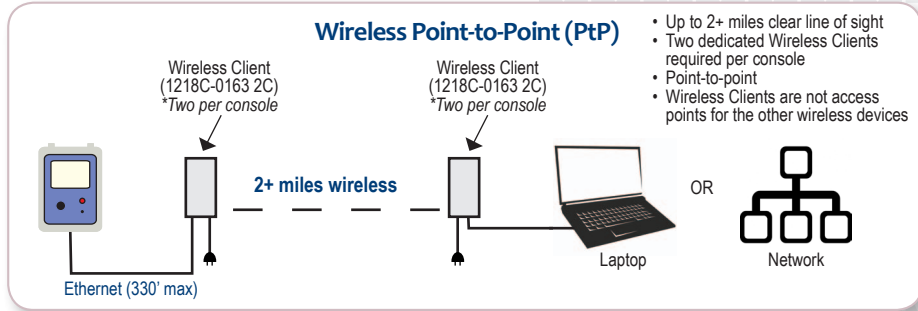 Wireless Point-to-Point (PtP)
• Up to 2+ miles clear line of sight
• Two dedicated Wireless Clients
required per console
• Point-to-point
• Wireless Clients are not access
points for the other wireless devices
Wireless Client
(1218C-0163 2C)
*Two per console
Wireless Client
(1218C-0163 2C)
*Two per console
2+ miles wireless
OR
Laptop
Network
Ethernet (330' max)